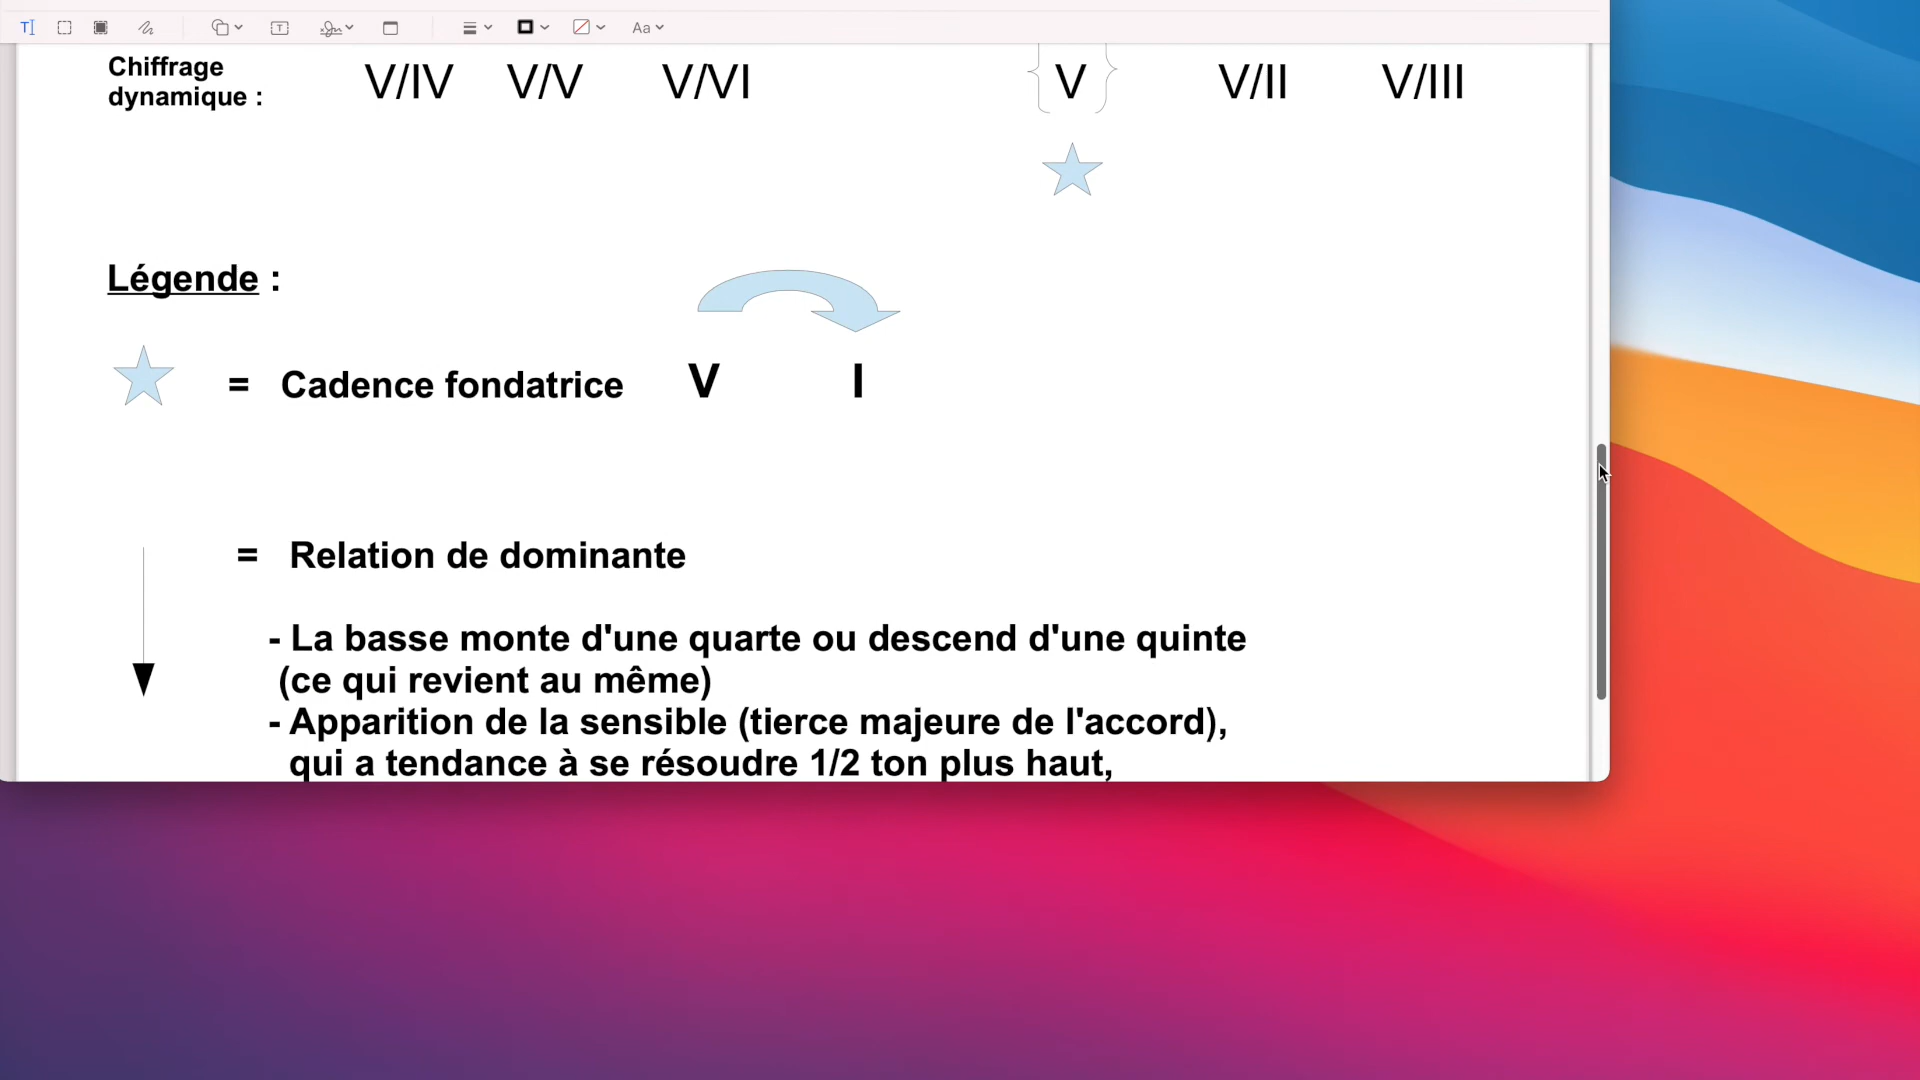 Aa
Chiffrage
dynamique :
V/IV V/V V/VI V V/II V/III
Légende :
= Cadence fondatrice V I
= Relation de dominante
- La basse monte d'une quarte ou descend d'une quinte
(ce qui revient au même)
- Apparition de la sensible (tierce majeure de l'accord),
qui a tendance à se résoudre 1/2 ton plus haut,